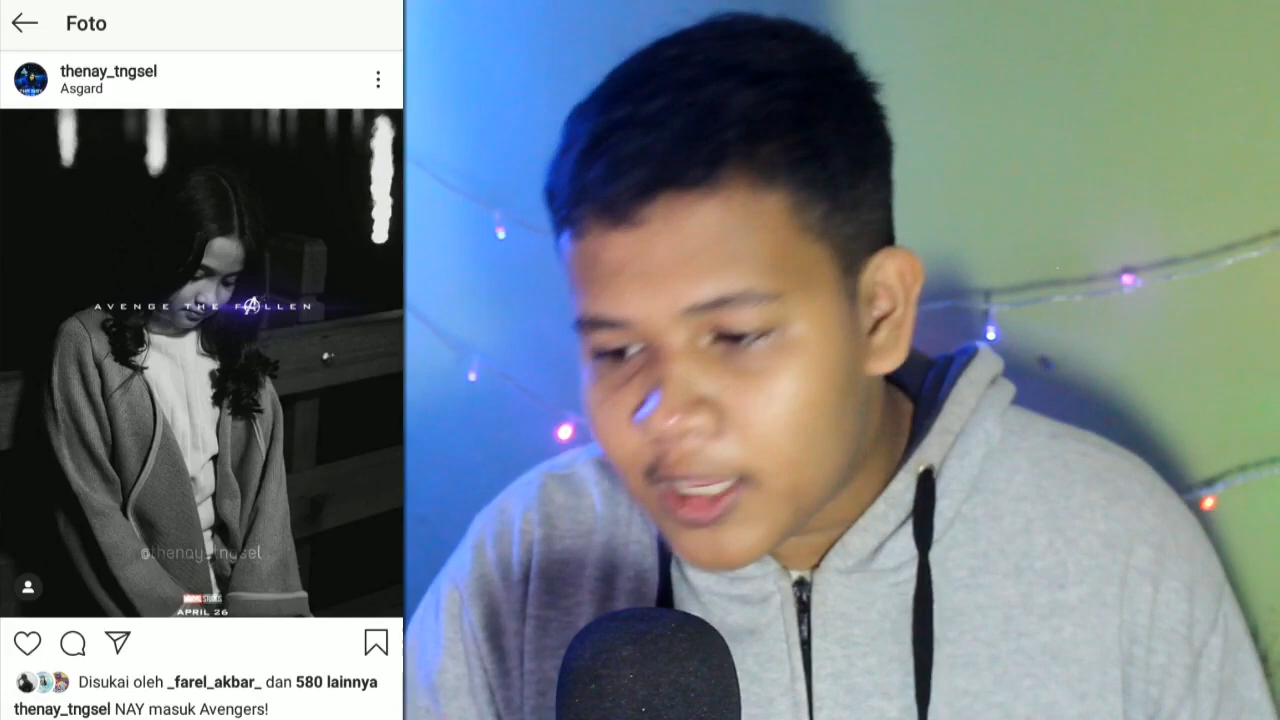 Foto
thenay_tngsel
Asgard
AVENGE THE FALLEN
@thenay_tngsel
MARVEL STUDIOS
APRIL 26
Disukai oleh _farel_akbar_ dan 580 lainnya
thenay_tngsel NAY masuk Avengers!